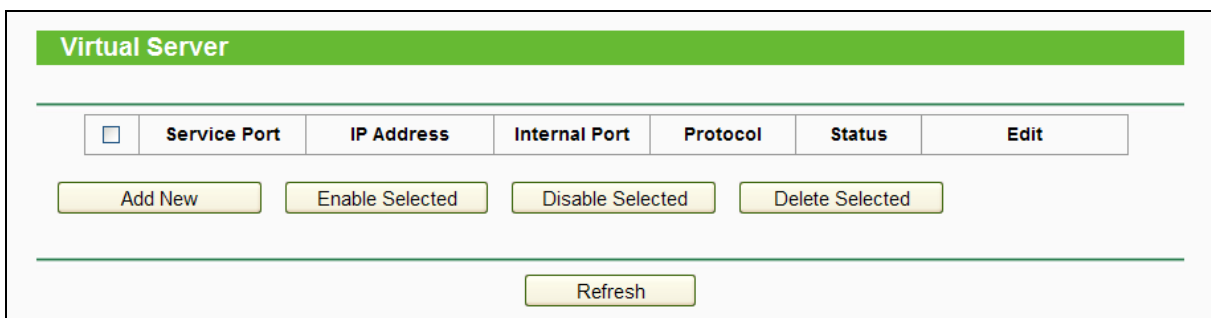 Virtual Server
Service Port IP Address Internal Port Protocol Status Edit
Add New Enable Selected Disable Selected Delete Selected
Refresh